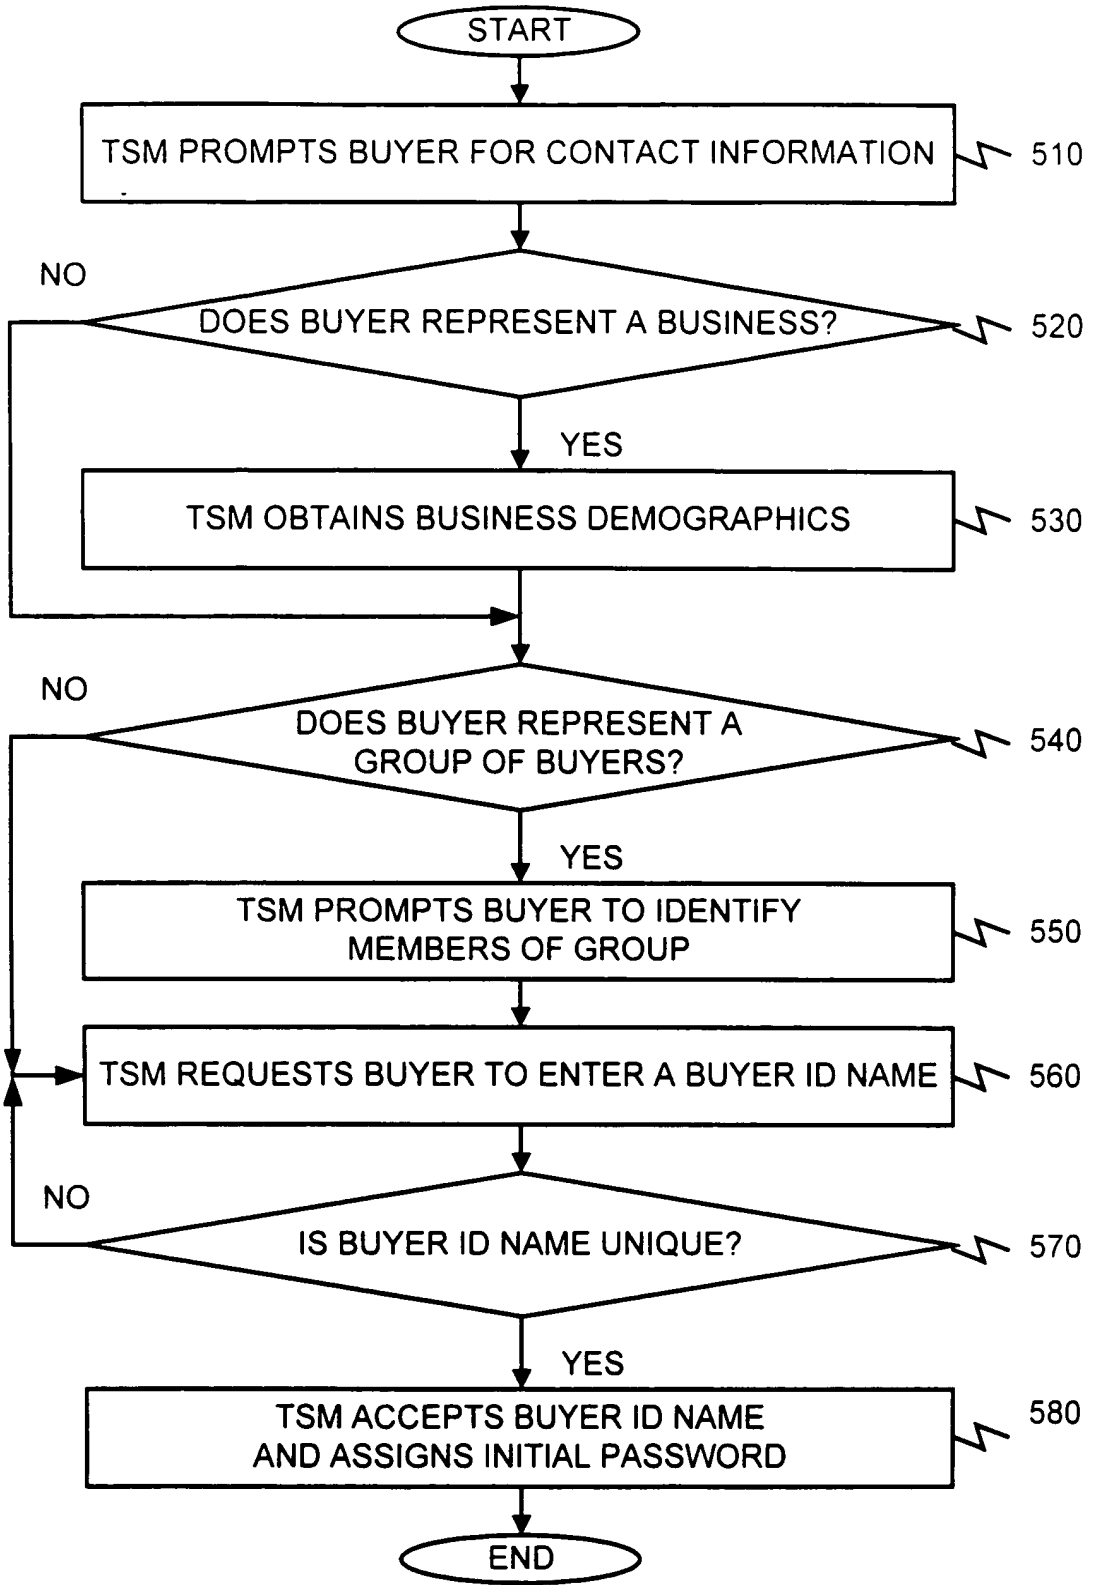 START
TSM PROMPTS BUYER FOR CONTACT INFORMATION
510
NO
DOES BUYER REPRESENT A BUSINESS?
520
YES
TSM OBTAINS BUSINESS DEMOGRAPHICS
530
NO
DOES BUYER REPRESENT A
GROUP OF BUYERS?
540
YES
TSM PROMPTS BUYER TO IDENTIFY
MEMBERS OF GROUP
550
TSM REQUESTS BUYER TO ENTER A BUYER ID NAME
560
NO
IS BUYER ID NAME UNIQUE?
570
YES
TSM ACCEPTS BUYER ID NAME
AND ASSIGNS INITIAL PASSWORD
580
END